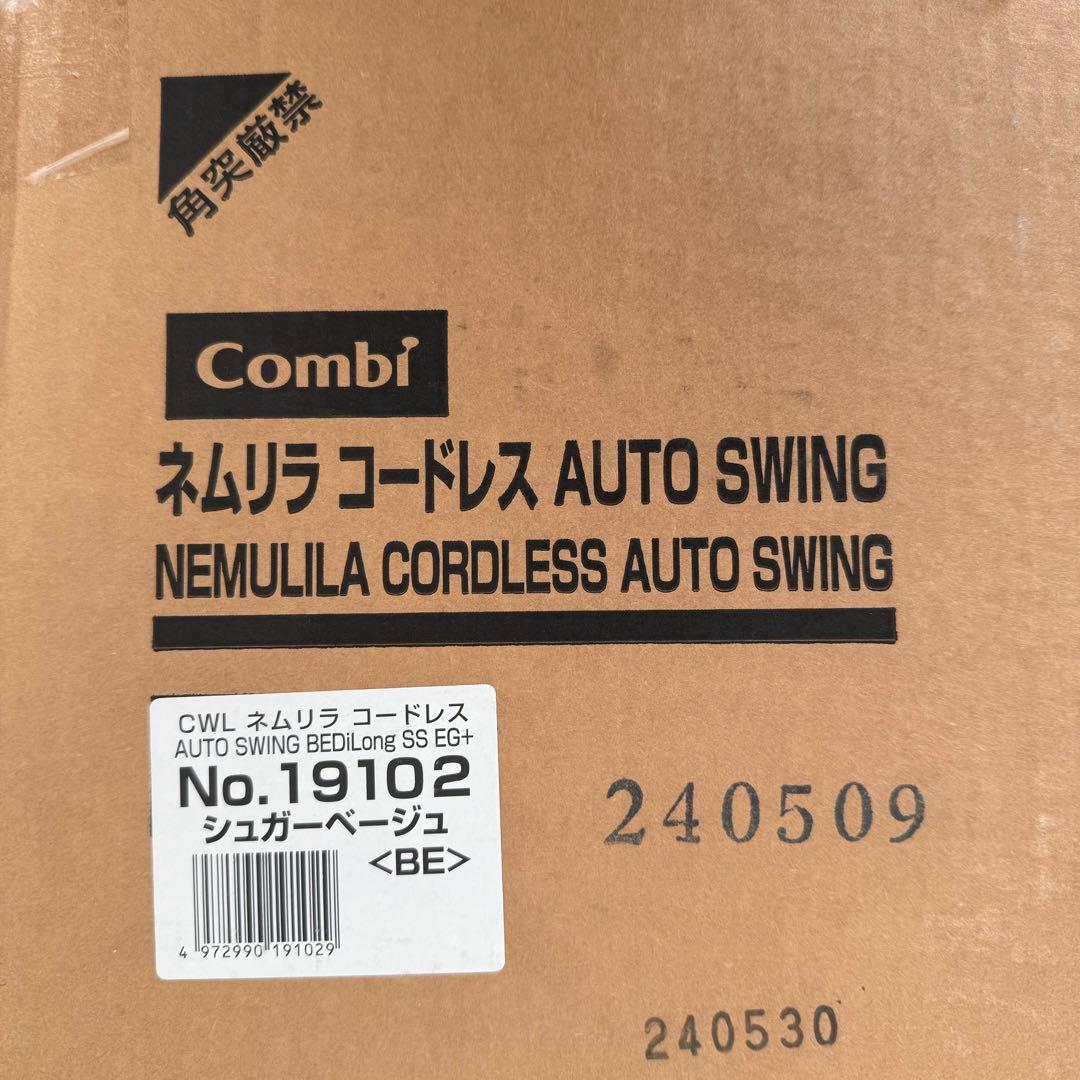 角突厳禁
Combi
ネムリラ コードレス AUTO SWING
NEMULILA CORDLESS AUTO SWING
CWL ネムリラ コードレス
AUTO SWING BEDiLong SS EG+
No.19102
シュガーベージュ
<BE>
4 972990 191029
240509
240530